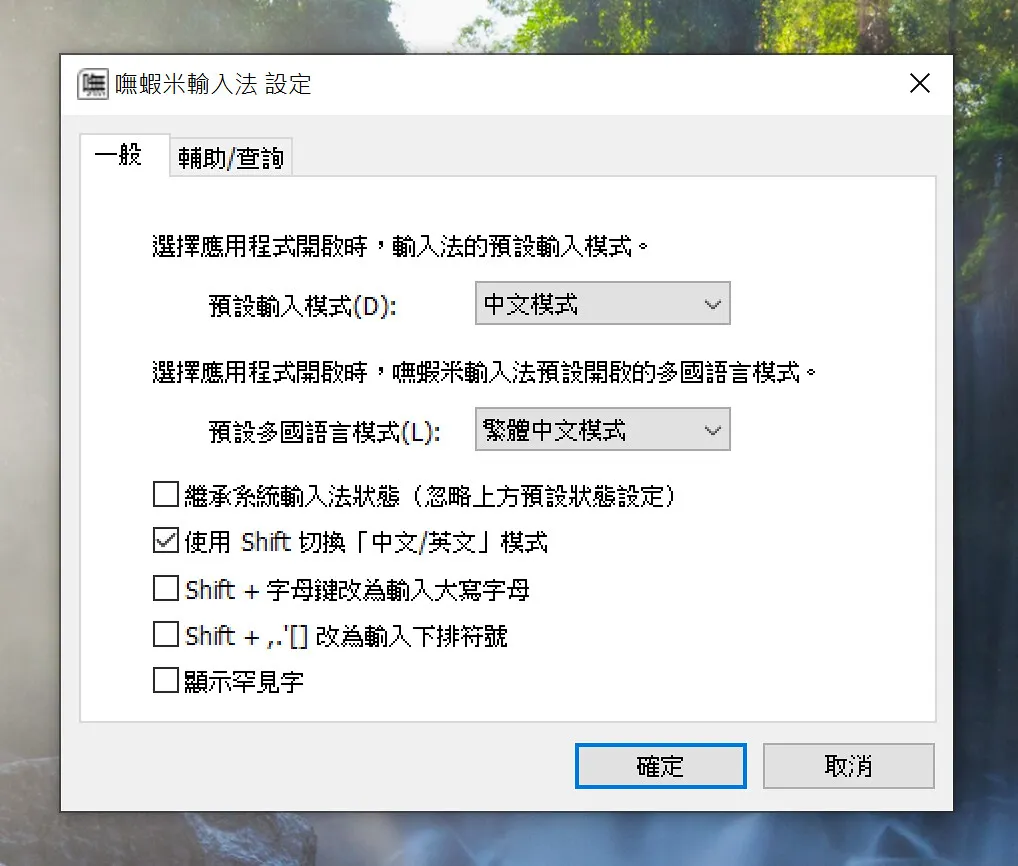 嘸蝦米輸入法 設定
一般
輔助/查詢
選擇應用程式開啟時，輸入法的預設輸入模式。
預設輸入模式(D):
中文模式
選擇應用程式開啟時，嘸蝦米輸入法預設開啟的多國語言模式。
預設多國語言模式(L):
繁體中文模式
繼承系統輸入法狀態（忽略上方預設狀態設定）
使用 Shift 切換「中文/英文」模式
Shift + 字母鍵改為輸入大寫字母
Shift + ,.'[] 改為輸入下排符號
顯示罕見字
確定
取消